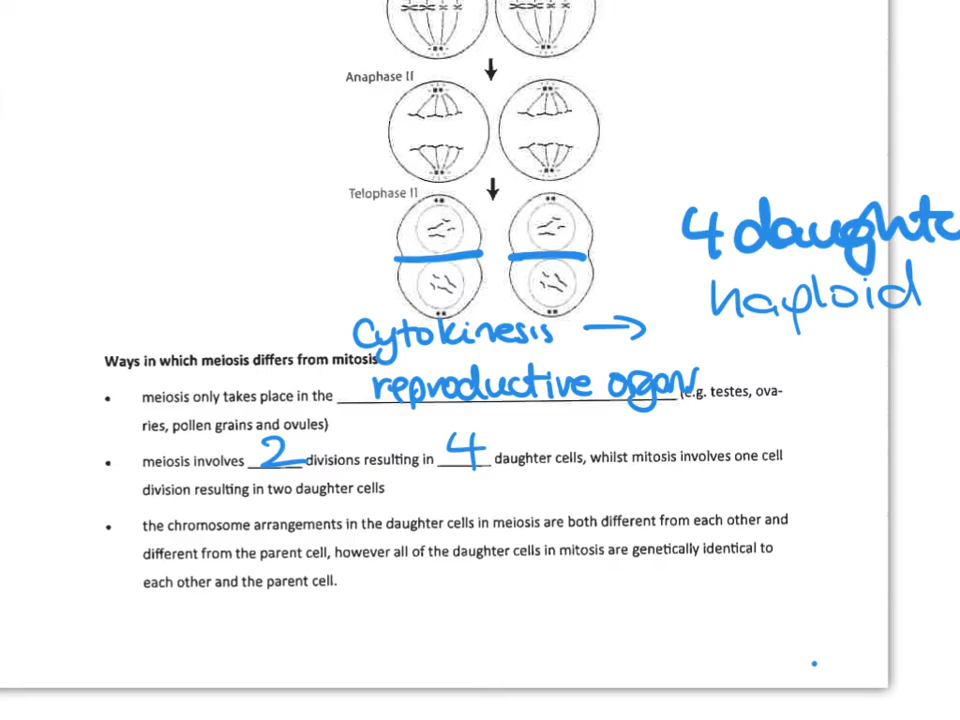 Anaphase II
Telophase II
4 daughte
haploid
Cytokinesis →
Ways in which meiosis differs from mitosis
• meiosis only takes place in the reproductive organs (e.g. testes, ova-
ries, pollen grains and ovules)
• meiosis involves 2 divisions resulting in 4 daughter cells, whilst mitosis involves one cell
division resulting in two daughter cells
• the chromosome arrangements in the daughter cells in meiosis are both different from each other and
different from the parent cell, however all of the daughter cells in mitosis are genetically identical to
each other and the parent cell.